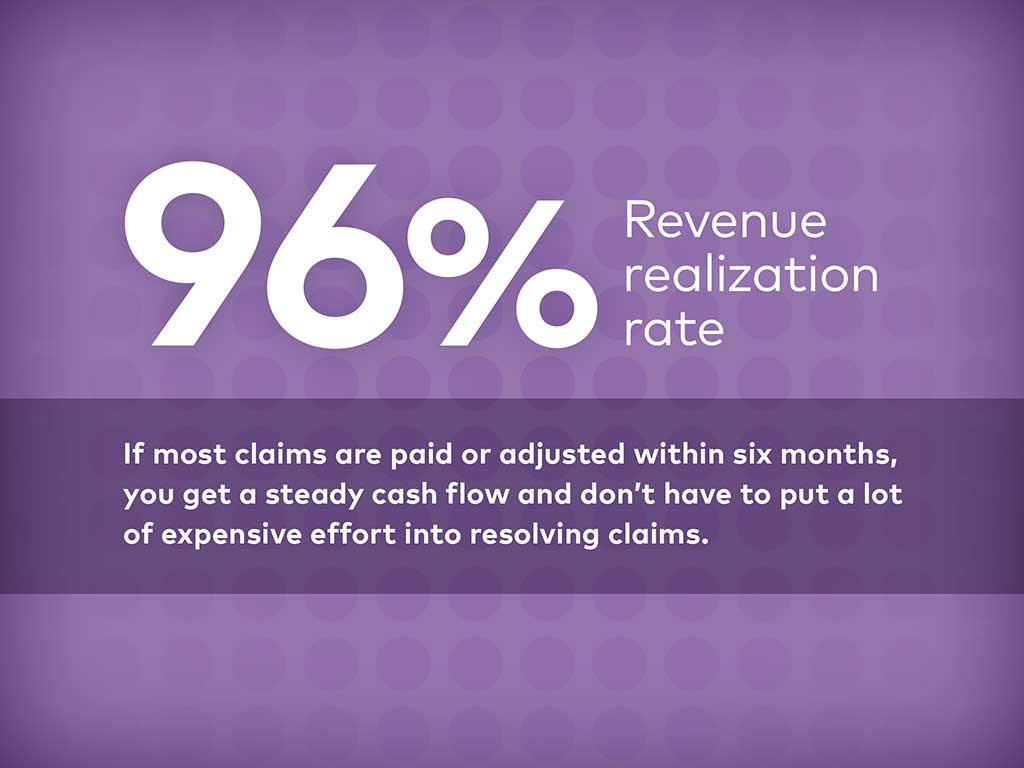 96%
Revenue
realization
rate
If most claims are paid or adjusted within six months,
you get a steady cash flow and don’t have to put a lot
of expensive effort into resolving claims.